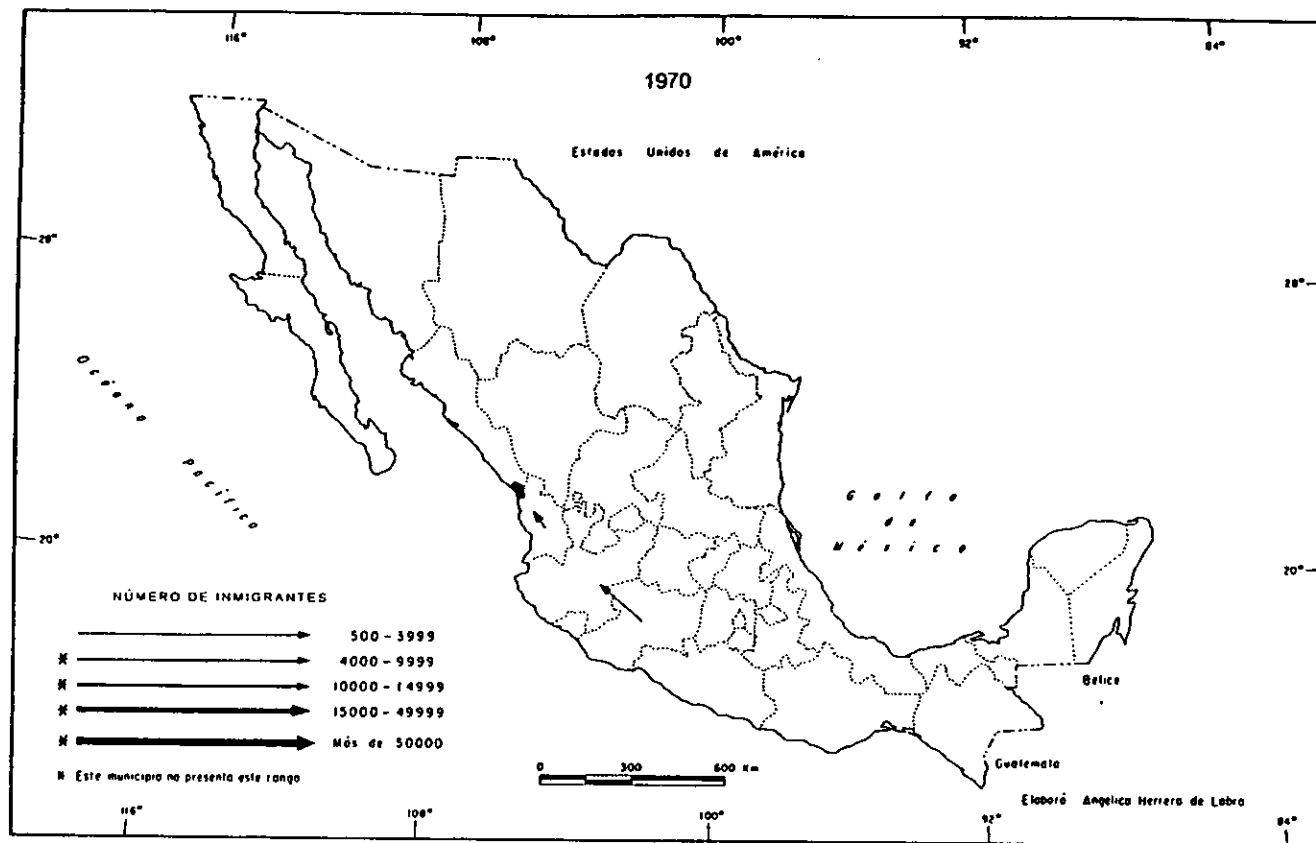 116° 108° 100° 92° 84°
1970
Estados Unidos de América
28° 28°
Océano
Pacífico
Golfo
de
México
20° 20°
NÚMERO DE INMIGRANTES
500 - 3999
* 4000 - 9999
* 10000 - 14999
* 15000 - 49999
* Más de 50000
* Este municipio no presenta este rango
0 300 600 Km
Belice
Guatemala
Elaboró Angélica Herrera de Labra
116° 108° 100° 92° 84°